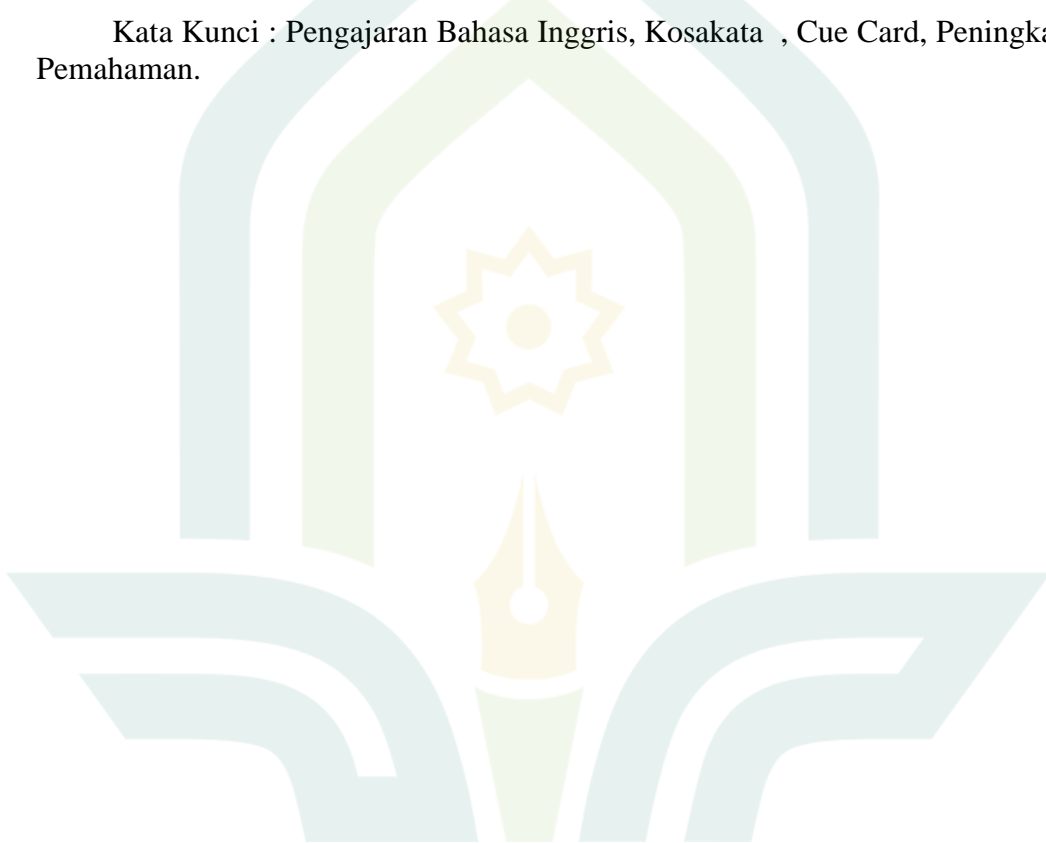 Kata Kunci : Pengajaran Bahasa Inggris, Kosakata , Cue Card, Peningka
Pemahaman.